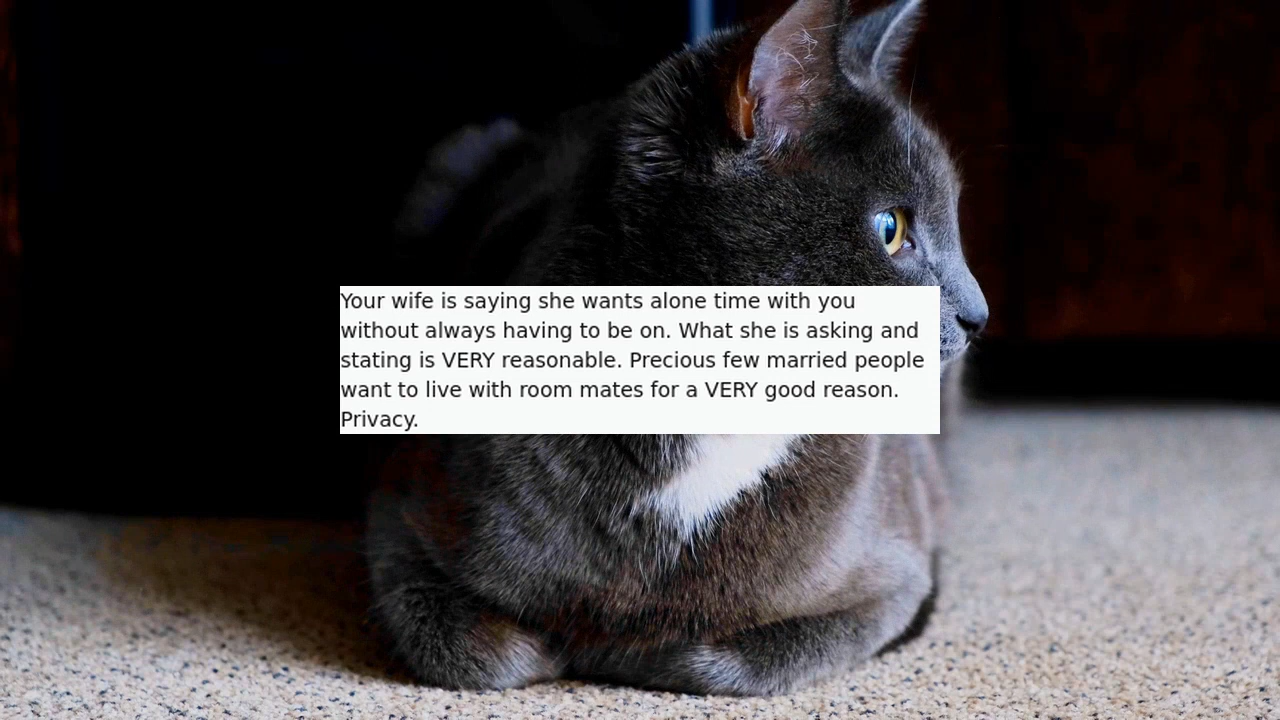 Your wife is saying she wants alone time with you
without always having to be on. What she is asking and
stating is VERY reasonable. Precious few married people
want to live with room mates for a VERY good reason.
Privacy.